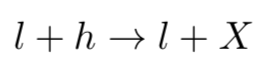 l + h → l + X